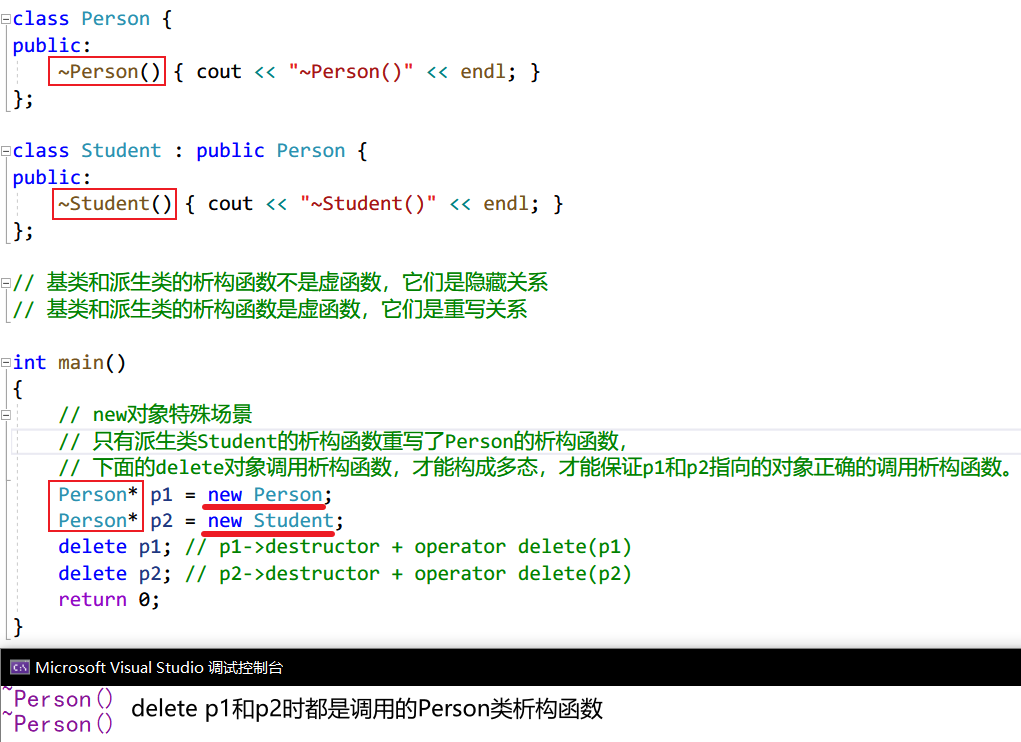 class Person {
public:
    ~Person() { cout << "~Person()" << endl; }
};
class Student : public Person {
public:
    ~Student() { cout << "~Student()" << endl; }
};
// 基类和派生类的析构函数不是虚函数，它们是隐藏关系
// 基类和派生类的析构函数是虚函数，它们是重写关系
int main()
{
    // new对象特殊场景
    // 只有派生类Student的析构函数重写了Person的析构函数，
    // 下面的delete对象调用析构函数，才能构成多态，才能保证p1和p2指向的对象正确的调用析构函数。
    Person* p1 = new Person;
    Person* p2 = new Student;
    delete p1; // p1->destructor + operator delete(p1)
    delete p2; // p2->destructor + operator delete(p2)
    return 0;
}
Microsoft Visual Studio 调试控制台
~Person()
~Person()
delete p1和p2时都是调用的Person类析构函数